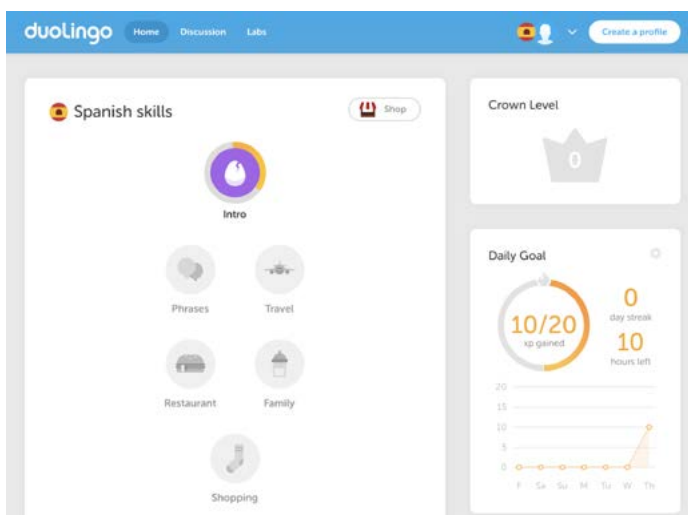 duolingo Home Discussion Labs Create a profile
Spanish skills Shop
Intro
Phrases Travel
Restaurant Family
Shopping
Crown Level
0
Daily Goal
10/20
xp gained
0
day streak
10
hours left
20
15
10
5
0
F Sa Su M Tu W Th